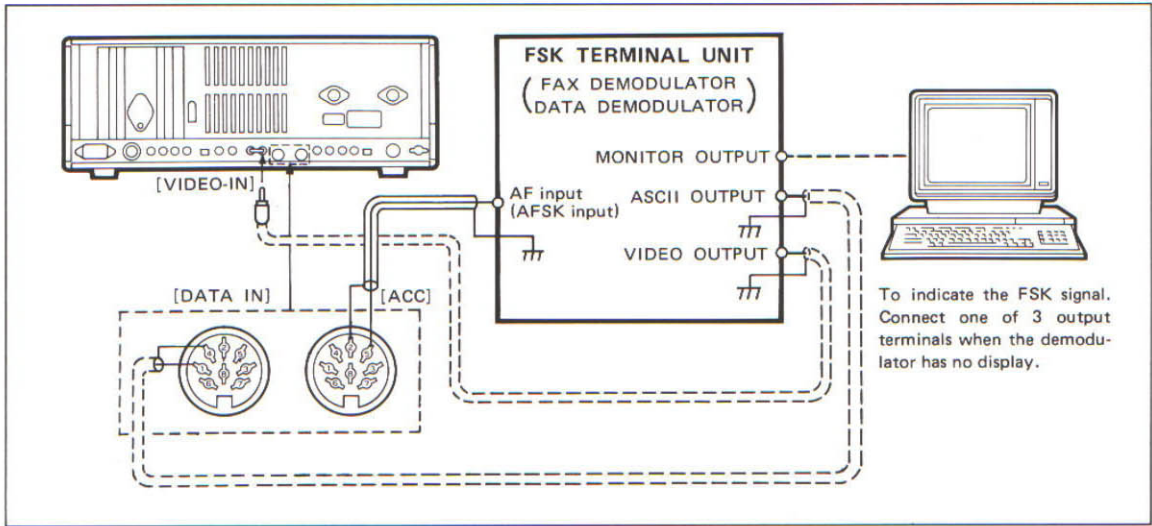 FSK TERMINAL UNIT
(FAX DEMODULATOR
DATA DEMODULATOR)
MONITOR OUTPUT
[VIDEO-IN]
AF input
(AFSK input)
ASCII OUTPUT
VIDEO OUTPUT
[DATA IN]
[ACC]
To indicate the FSK signal.
Connect one of 3 output
terminals when the demodu-
lator has no display.